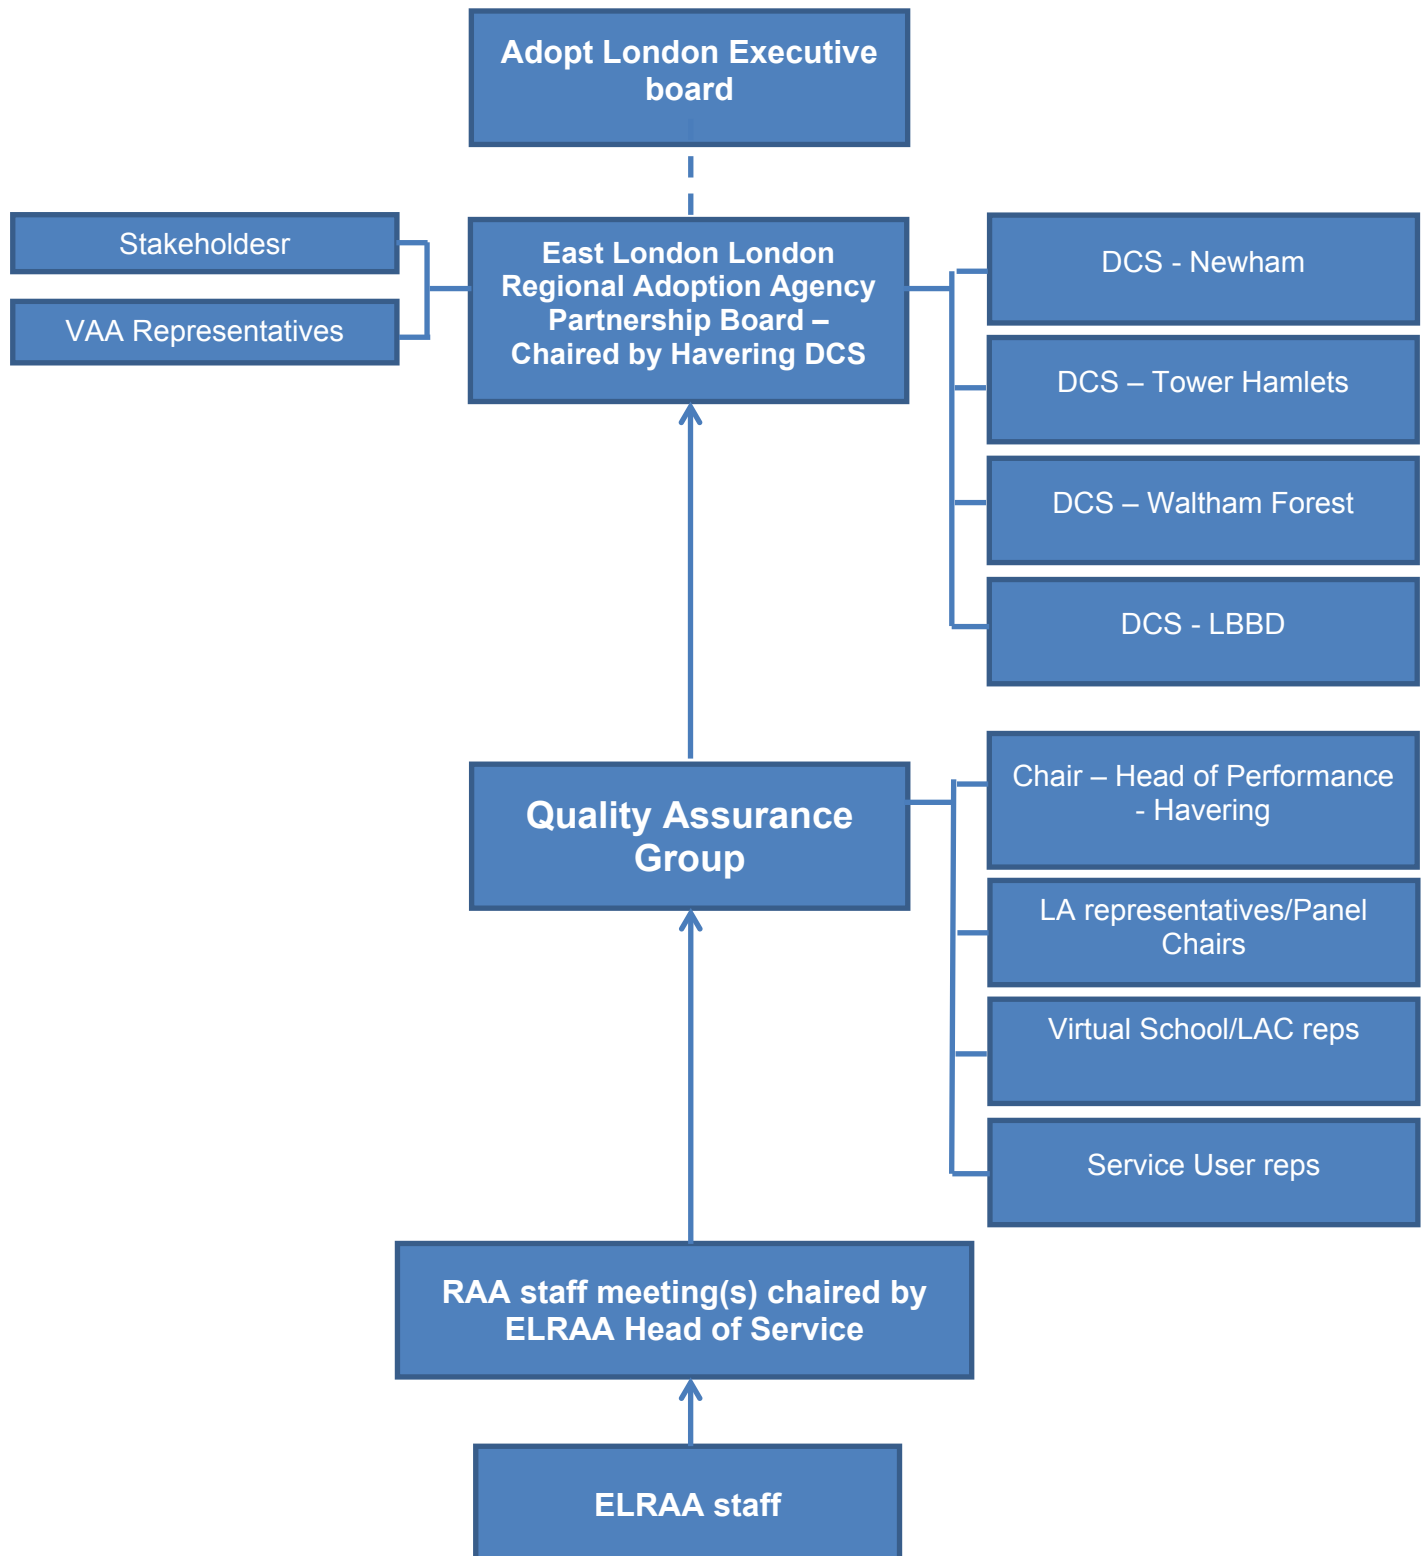 Adopt London Executive
board
Stakeholdesr
VAA Representatives
East London London
Regional Adoption Agency
Partnership Board –
Chaired by Havering DCS
DCS - Newham
DCS – Tower Hamlets
DCS – Waltham Forest
DCS - LBBD
Quality Assurance
Group
Chair – Head of Performance
- Havering
LA representatives/Panel
Chairs
Virtual School/LAC reps
Service User reps
RAA staff meeting(s) chaired by
ELRAA Head of Service
ELRAA staff